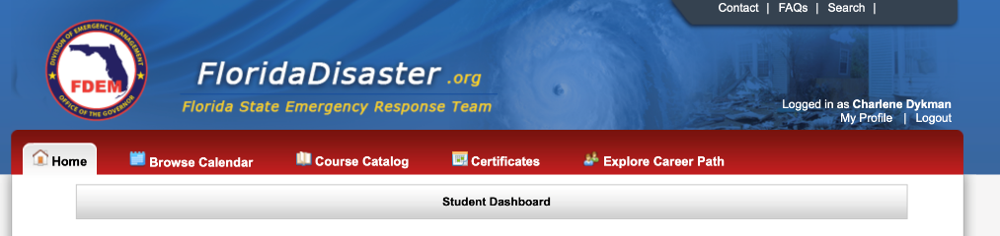 Contact | FAQs | Search |
DIVISION OF EMERGENCY MANAGEMENT
FDEM
OFFICE OF THE GOVERNOR
FloridaDisaster .org
Florida State Emergency Response Team
Logged in as Charlene Dykman
My Profile | Logout
Home
Browse Calendar
Course Catalog
Certificates
Explore Career Path
Student Dashboard